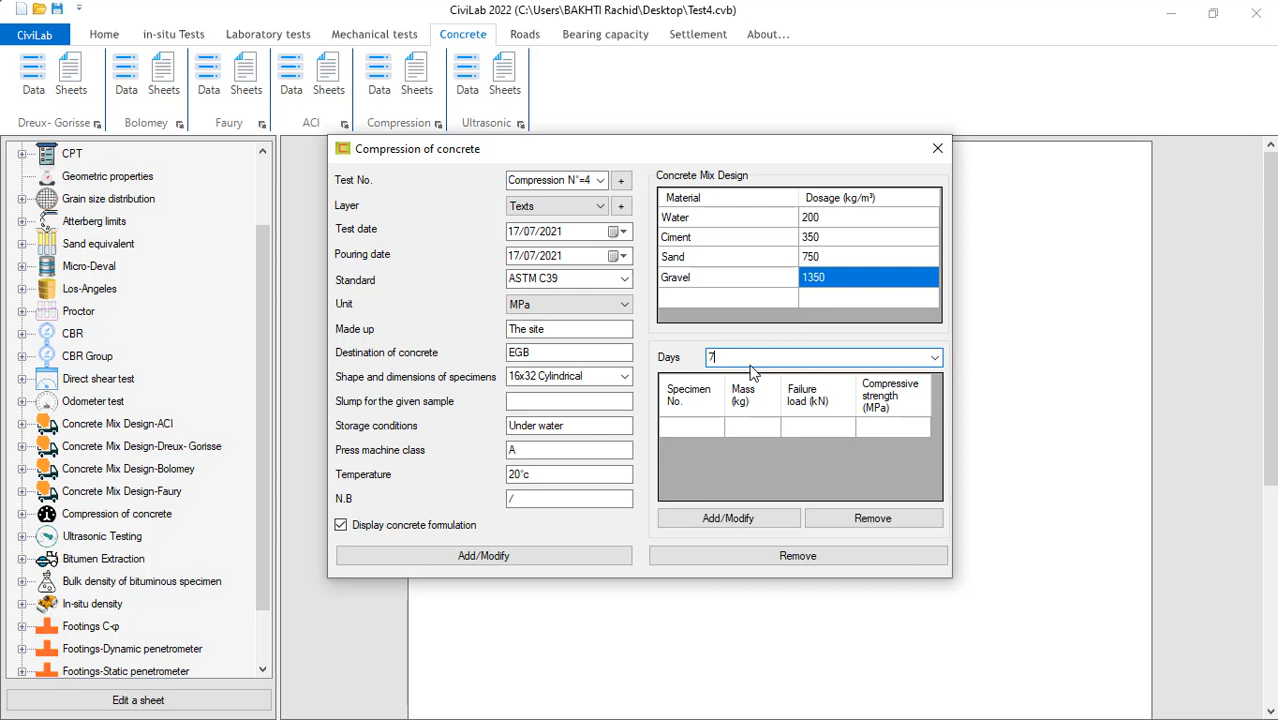 CiviLab 2022 (C:\Users\BAKHTI Rachid\Desktop\Test4.cvb)
CiviLab Home in-situ Tests Laboratory tests Mechanical tests Concrete Roads Bearing capacity Settlement About...
Data Sheets Data Sheets Data Sheets Data Sheets Data Sheets Data Sheets
Dreux- Gorisse Bolomey Faury ACI Compression Ultrasonic
CPT
Geometric properties
Grain size distribution
Atterberg limits
Sand equivalent
Micro-Deval
Los-Angeles
Proctor
CBR
CBR Group
Direct shear test
Odometer test
Concrete Mix Design-ACI
Concrete Mix Design-Dreux- Gorisse
Concrete Mix Design-Bolomey
Concrete Mix Design-Faury
Compression of concrete
Ultrasonic Testing
Bitumen Extraction
Bulk density of bituminous specimen
In-situ density
Footings C-φ
Footings-Dynamic penetrometer
Footings-Static penetrometer
Edit a sheet
Compression of concrete
Test No. Compression N°=4 +
Layer Texts +
Test date 17/07/2021
Pouring date 17/07/2021
Standard ASTM C39
Unit MPa
Made up The site
Destination of concrete EGB
Shape and dimensions of specimens 16x32 Cylindrical
Slump for the given sample
Storage conditions Under water
Press machine class A
Temperature 20°c
N.B /
Display concrete formulation
Add/Modify
Concrete Mix Design
Material Dosage (kg/m³)
Water 200
Ciment 350
Sand 750
Gravel 1350
Days 7
Specimen No. Mass (kg) Failure load (kN) Compressive strength (MPa)
Add/Modify Remove
Remove